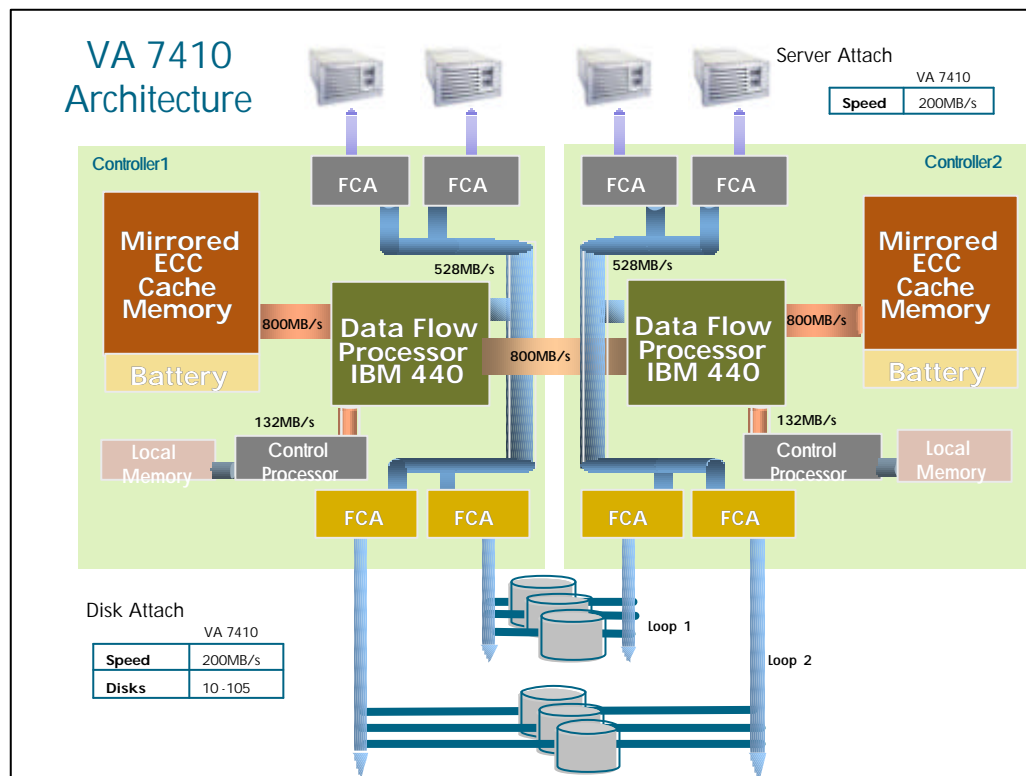 VA 7410
Architecture
Server Attach
VA 7410
Speed 200MB/s
Controller1
Controller2
FCA
FCA
FCA
FCA
Mirrored
ECC
Cache
Memory
Battery
Mirrored
ECC
Cache
Memory
Battery
528MB/s
528MB/s
800MB/s
Data Flow
Processor
IBM 440
800MB/s
Data Flow
Processor
IBM 440
800MB/s
132MB/s
132MB/s
Local
Memory
Control
Processor
Control
Processor
Local
Memory
FCA
FCA
FCA
FCA
Loop 1
Loop 2
Disk Attach
VA 7410
Speed 200MB/s
Disks 10 -105